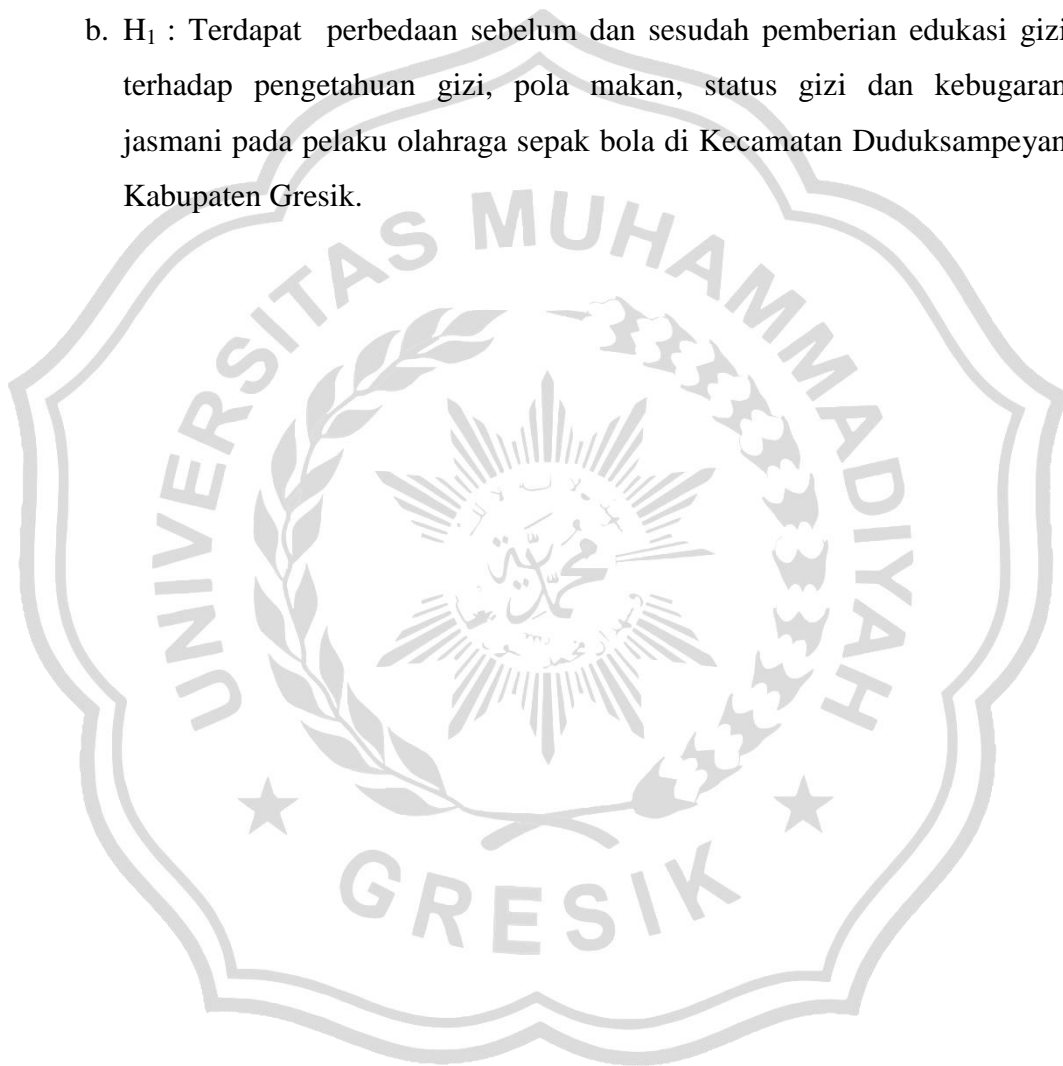 b. H₁ : Terdapat perbedaan sebelum dan sesudah pemberian edukasi gizi
terhadap pengetahuan gizi, pola makan, status gizi dan kebugaran
jasmani pada pelaku olahraga sepak bola di Kecamatan Duduksampeyan
Kabupaten Gresik.
UNIVERSITAS MUHAMMADIYAH
GRESIK